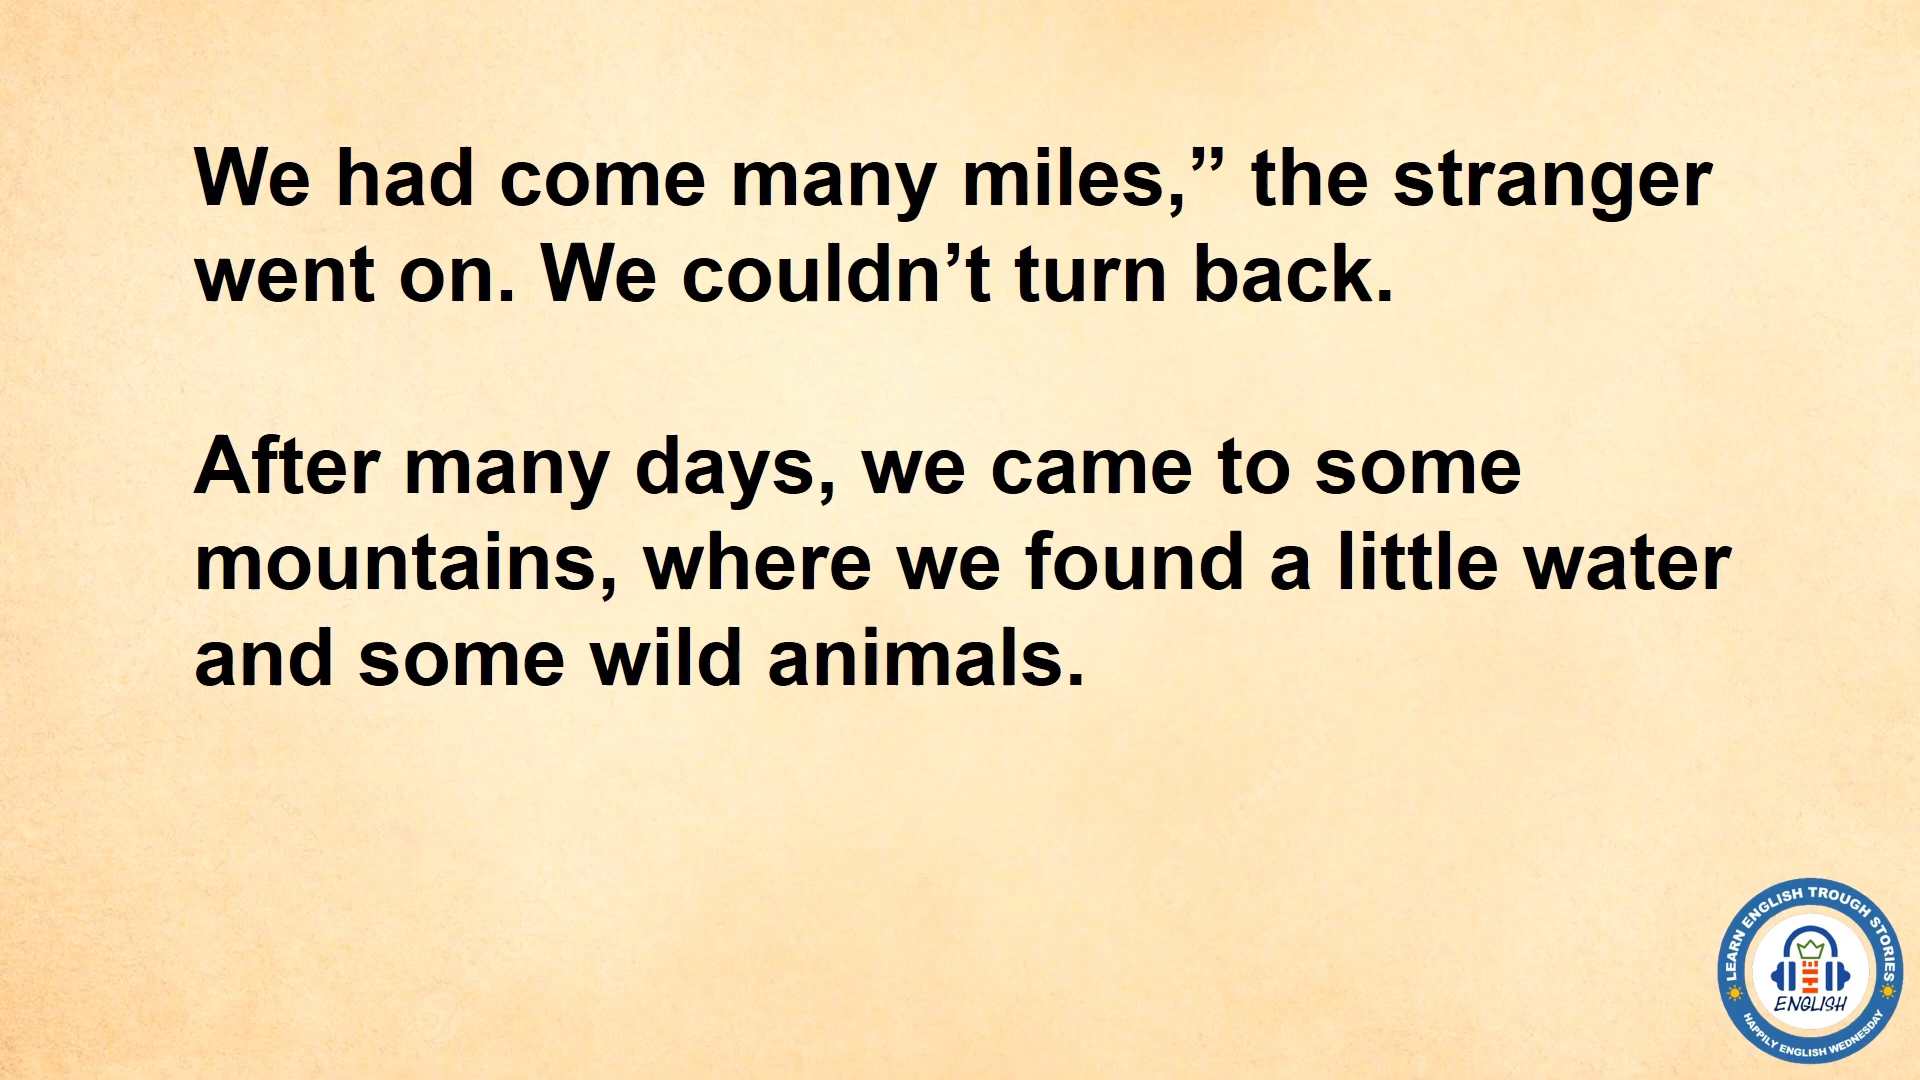 We had come many miles,” the stranger
went on. We couldn’t turn back.
After many days, we came to some
mountains, where we found a little water
and some wild animals.
LEARN ENGLISH TROUGH STORIES
ENGLISH
HAPPILY ENGLISH WEDNESDAY